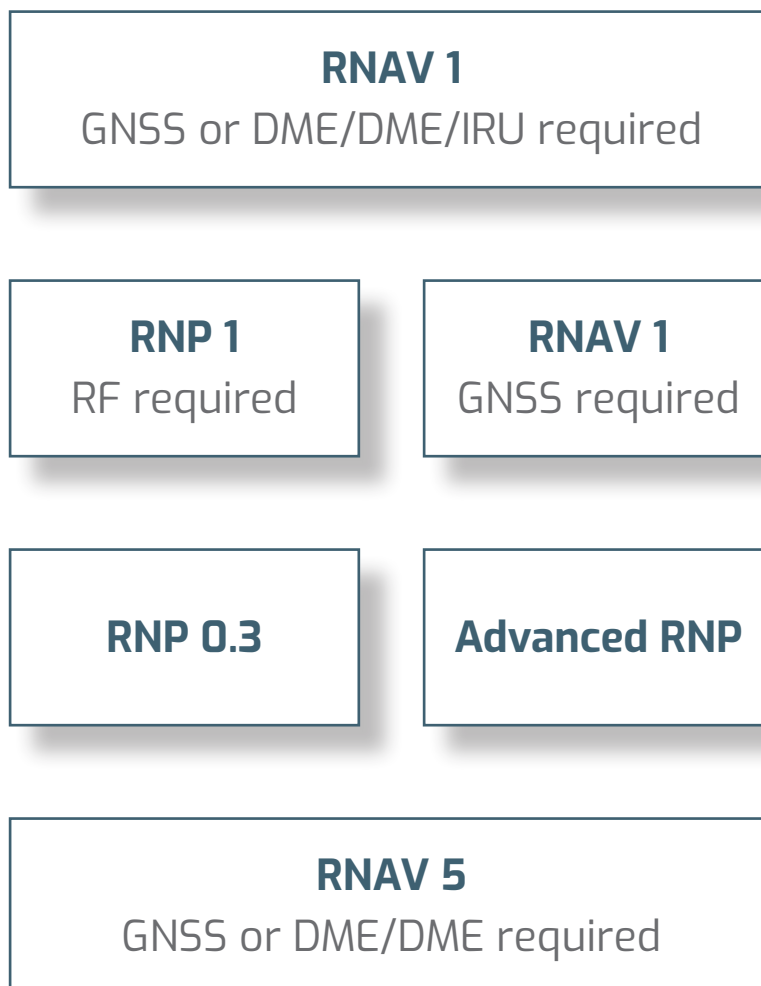 RNAV 1
GNSS or DME/DME/IRU required
RNP 1
RF required
RNAV 1
GNSS required
RNP 0.3
Advanced RNP
RNAV 5
GNSS or DME/DME required